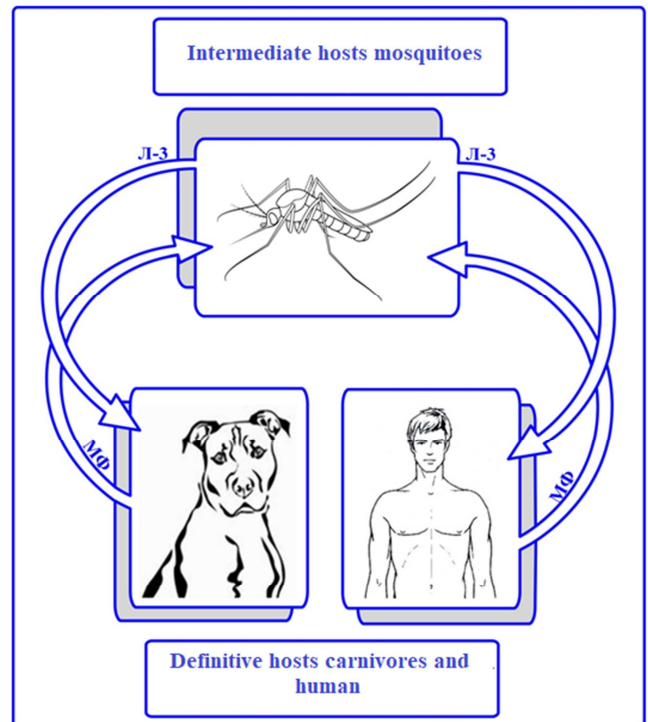 Intermediate hosts mosquitoes
Л-3
Л-3
МФ
МФ
Definitive hosts carnivores and
human